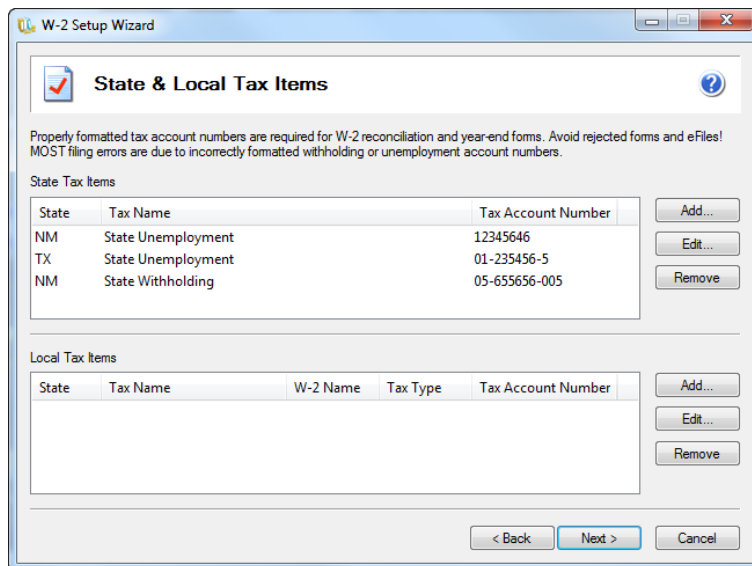 W-2 Setup Wizard
State & Local Tax Items
Properly formatted tax account numbers are required for W-2 reconciliation and year-end forms. Avoid rejected forms and eFiles!
MOST filing errors are due to incorrectly formatted withholding or unemployment account numbers.
State Tax Items
State Tax Name Tax Account Number
NM State Unemployment 12345646
TX State Unemployment 01-235456-5
NM State Withholding 05-655656-005
Add...
Edit...
Remove
Local Tax Items
State Tax Name W-2 Name Tax Type Tax Account Number
Add...
Edit...
Remove
< Back Next > Cancel